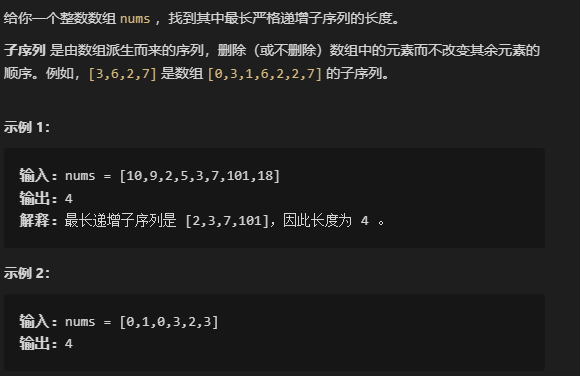 给你一个整数数组 nums ，找到其中最长严格递增子序列的长度。
子序列 是由数组派生而来的序列，删除（或不删除）数组中的元素而不改变其余元素的
顺序。例如，[3,6,2,7] 是数组 [0,3,1,6,2,2,7] 的子序列。
示例 1：
输入：nums = [10,9,2,5,3,7,101,18]
输出：4
解释：最长递增子序列是 [2,3,7,101]，因此长度为 4 。
示例 2：
输入：nums = [0,1,0,3,2,3]
输出：4